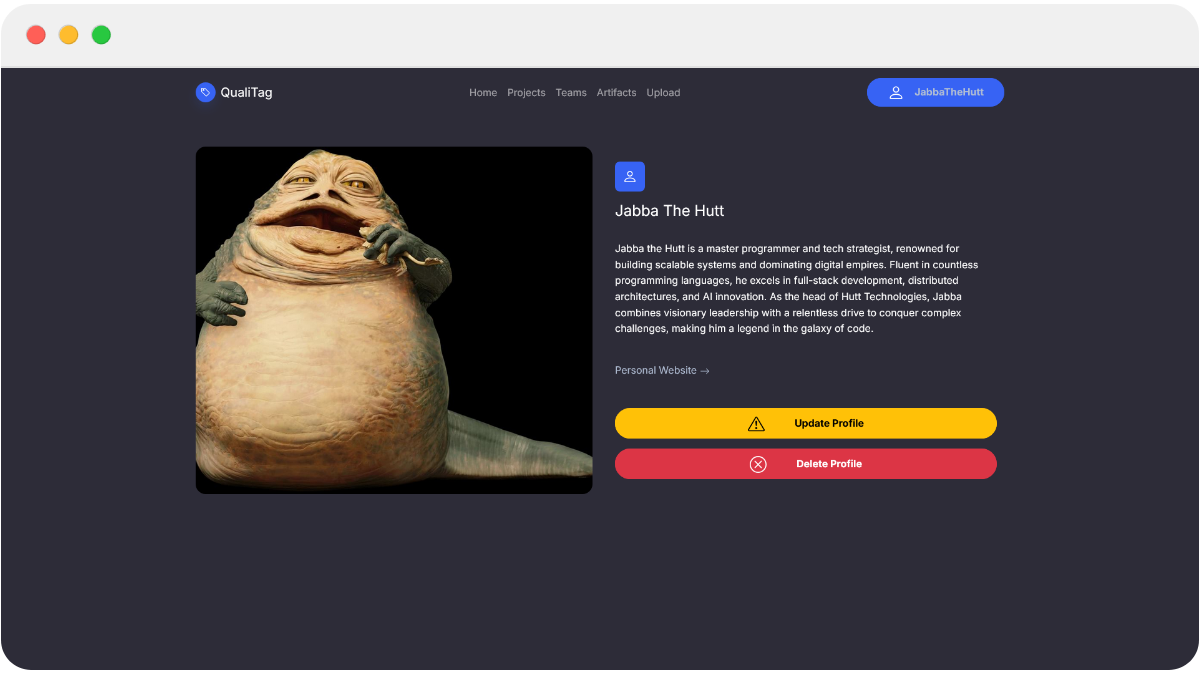 QualiTag
Home Projects Teams Artifacts Upload
JabbaTheHutt
Jabba The Hutt
Jabba the Hutt is a master programmer and tech strategist, renowned for
building scalable systems and dominating digital empires. Fluent in countless
programming languages, he excels in full-stack development, distributed
architectures, and AI innovation. As the head of Hutt Technologies, Jabba
combines visionary leadership with a relentless drive to conquer complex
challenges, making him a legend in the galaxy of code.
Personal Website →
Update Profile
Delete Profile